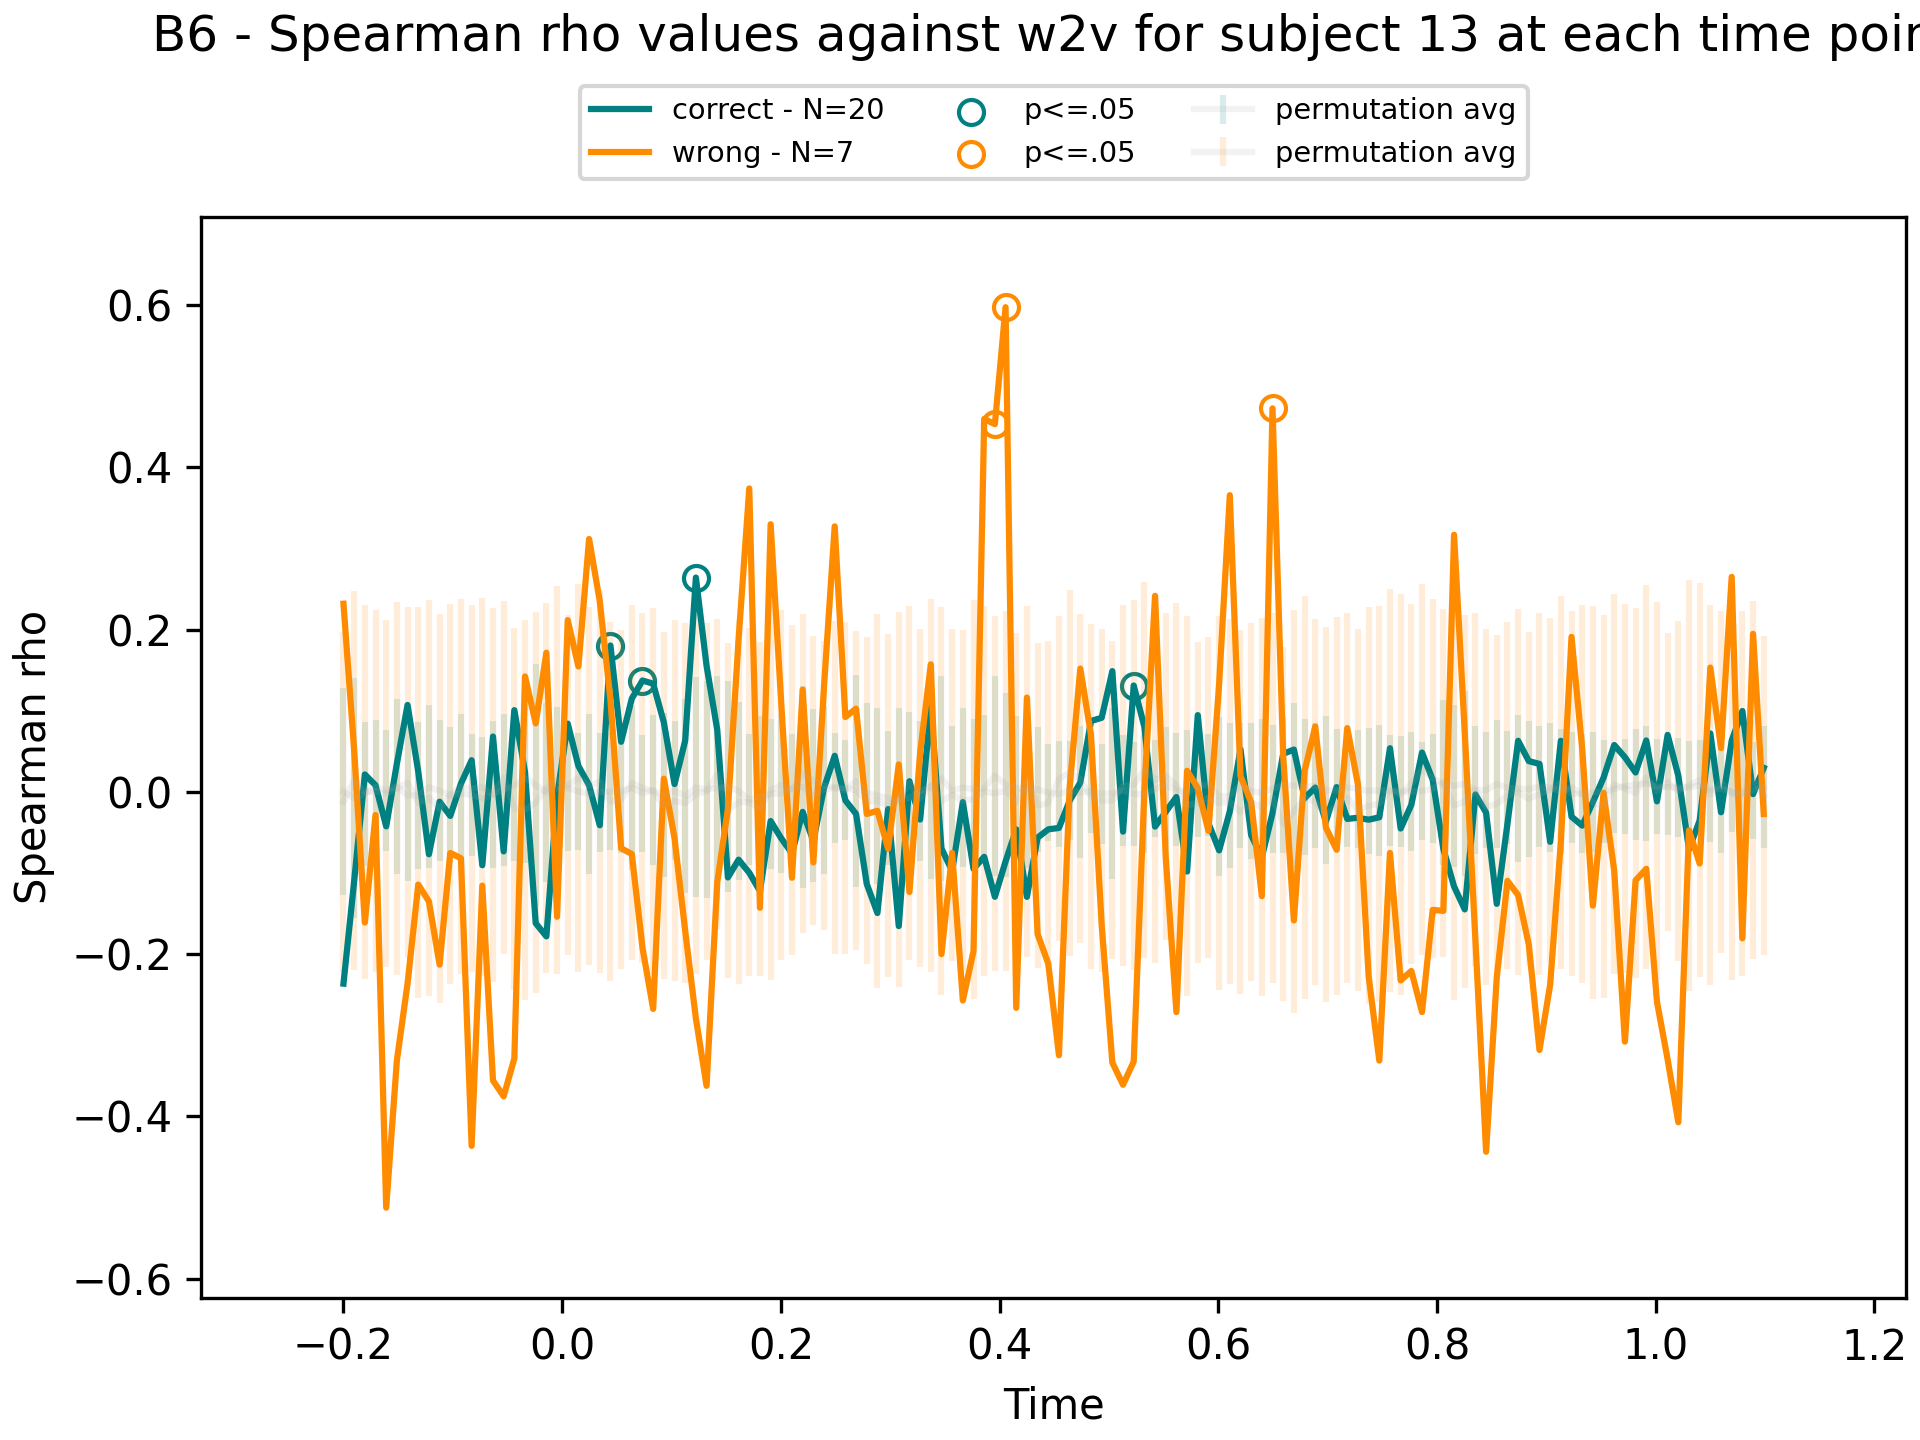 B6 - Spearman rho values against w2v for subject 13 at each time poin
correct - N=20
wrong - N=7
p<=.05
p<=.05
permutation avg
permutation avg
Spearman rho
0.6
0.4
0.2
0.0
−0.2
−0.4
−0.6
−0.2 0.0 0.2 0.4 0.6 0.8 1.0 1.2
Time